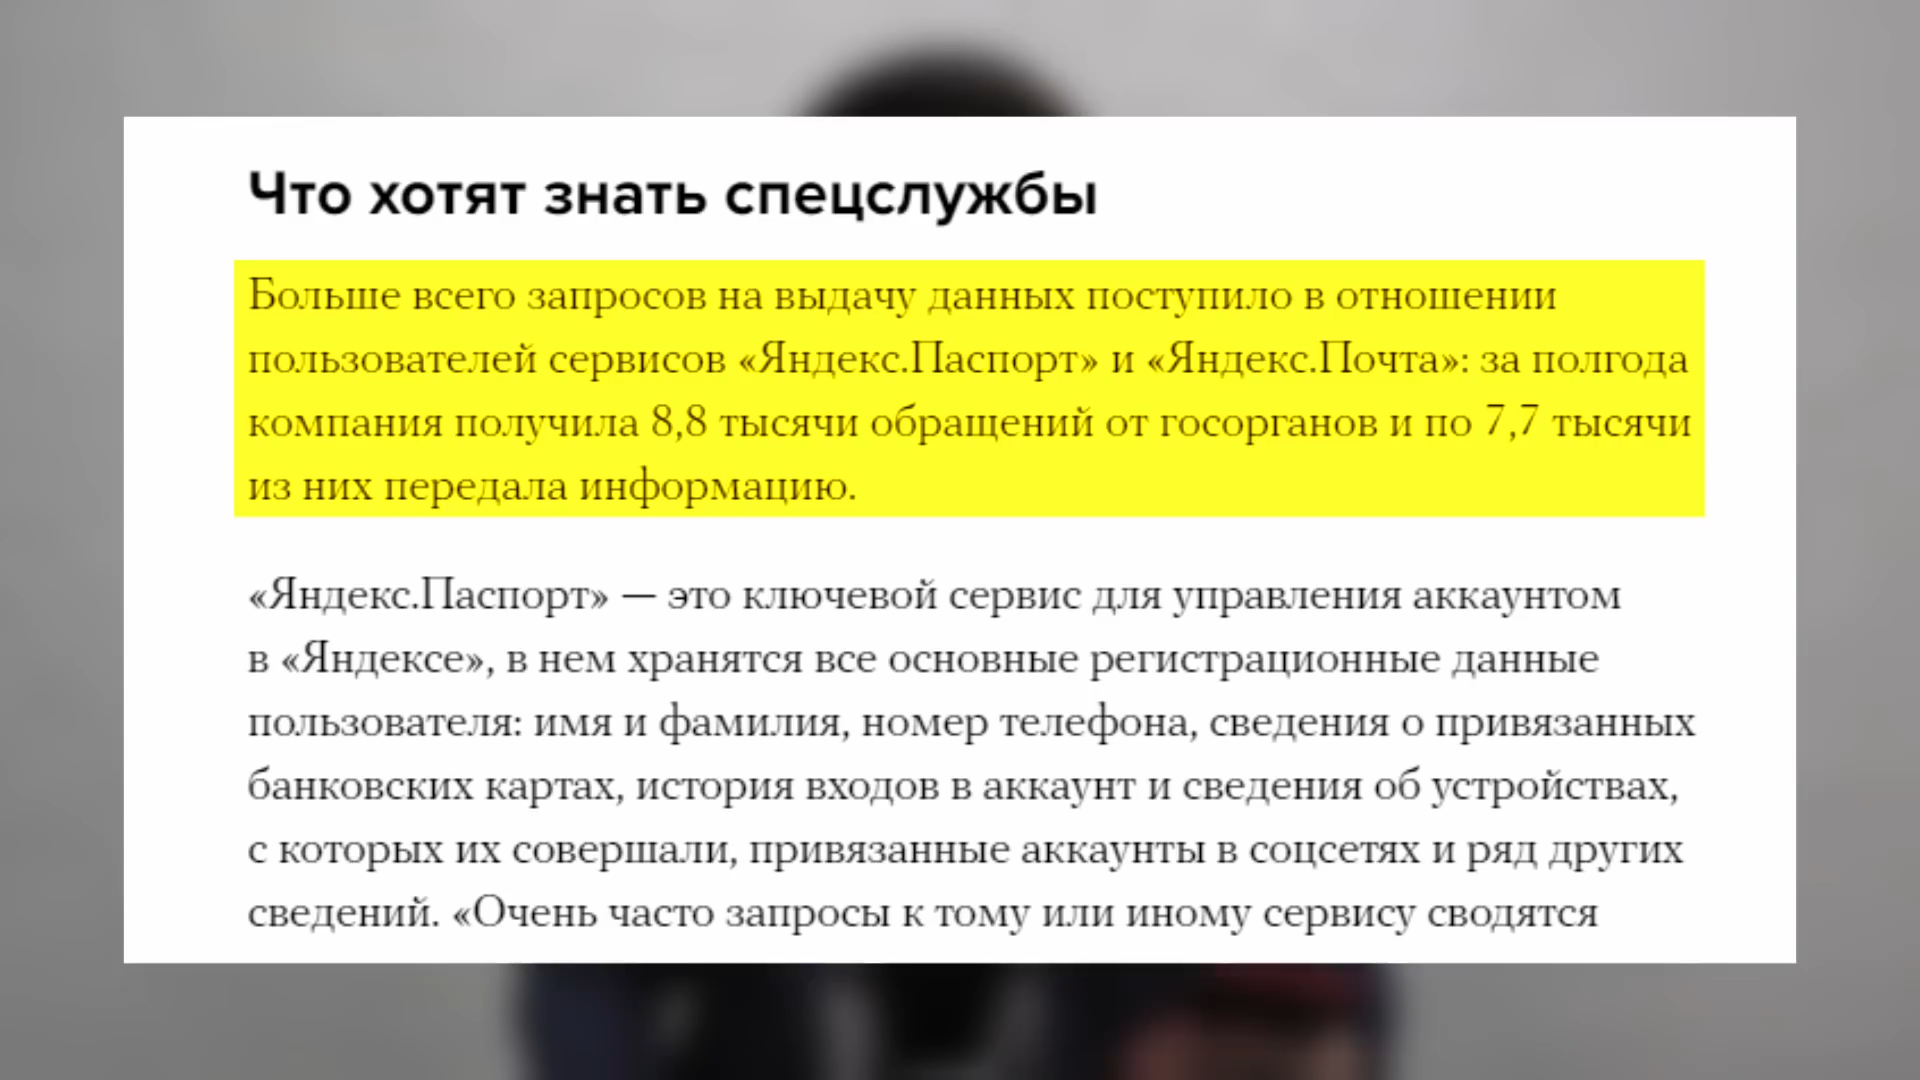 Что хотят знать спецслужбы
Больше всего запросов на выдачу данных поступило в отношении
пользователей сервисов «Яндекс.Паспорт» и «Яндекс.Почта»: за полгода
компания получила 8,8 тысячи обращений от госорганов и по 7,7 тысячи
из них передала информацию.
«Яндекс.Паспорт» — это ключевой сервис для управления аккаунтом
в «Яндексе», в нем хранятся все основные регистрационные данные
пользователя: имя и фамилия, номер телефона, сведения о привязанных
банковских картах, история входов в аккаунт и сведения об устройствах,
с которых их совершали, привязанные аккаунты в соцсетях и ряд других
сведений. «Очень часто запросы к тому или иному сервису сводятся